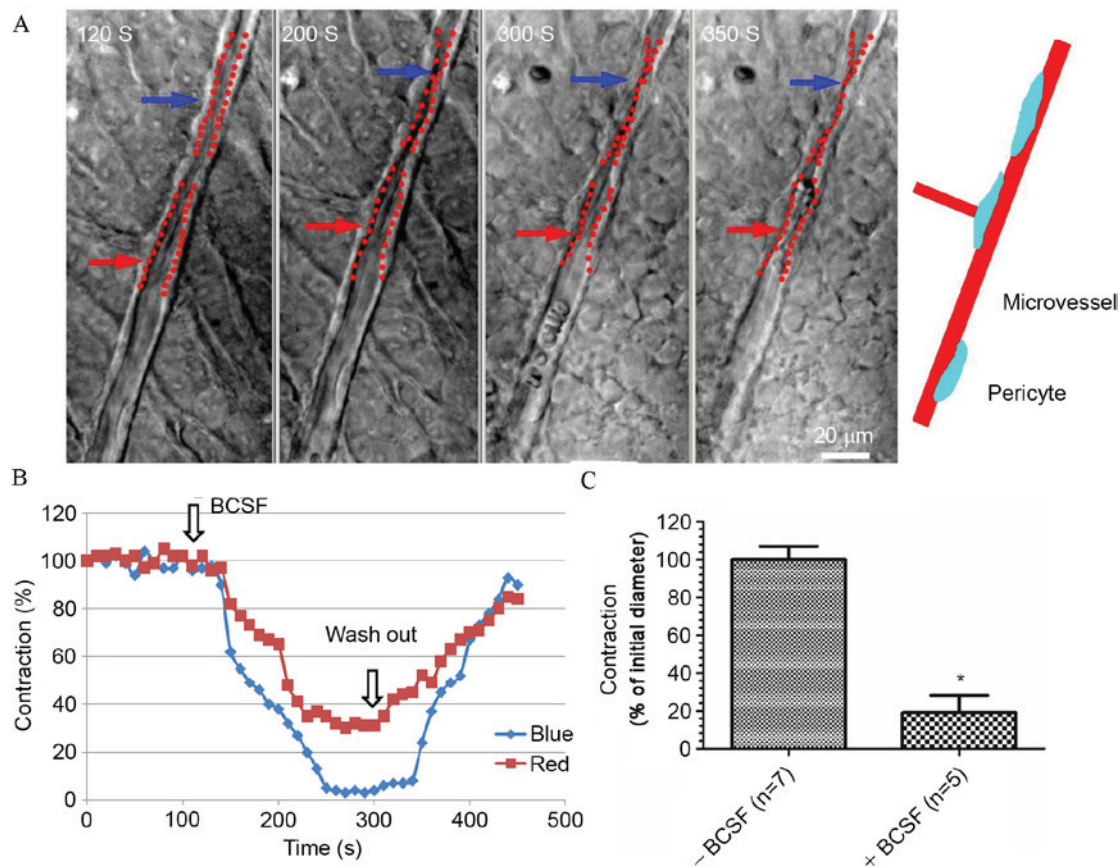 A
120 S
200 S
300 S
350 S
20 μm
Microvessel
Pericyte
B
BCSF
Wash out
Contraction (%)
120
100
80
60
40
20
0
0
100
200
300
400
500
Time (s)
Blue
Red
C
Contraction
(% of initial diameter)
120
100
80
60
40
20
0
*
– BCSF (n=7)
+ BCSF (n=5)